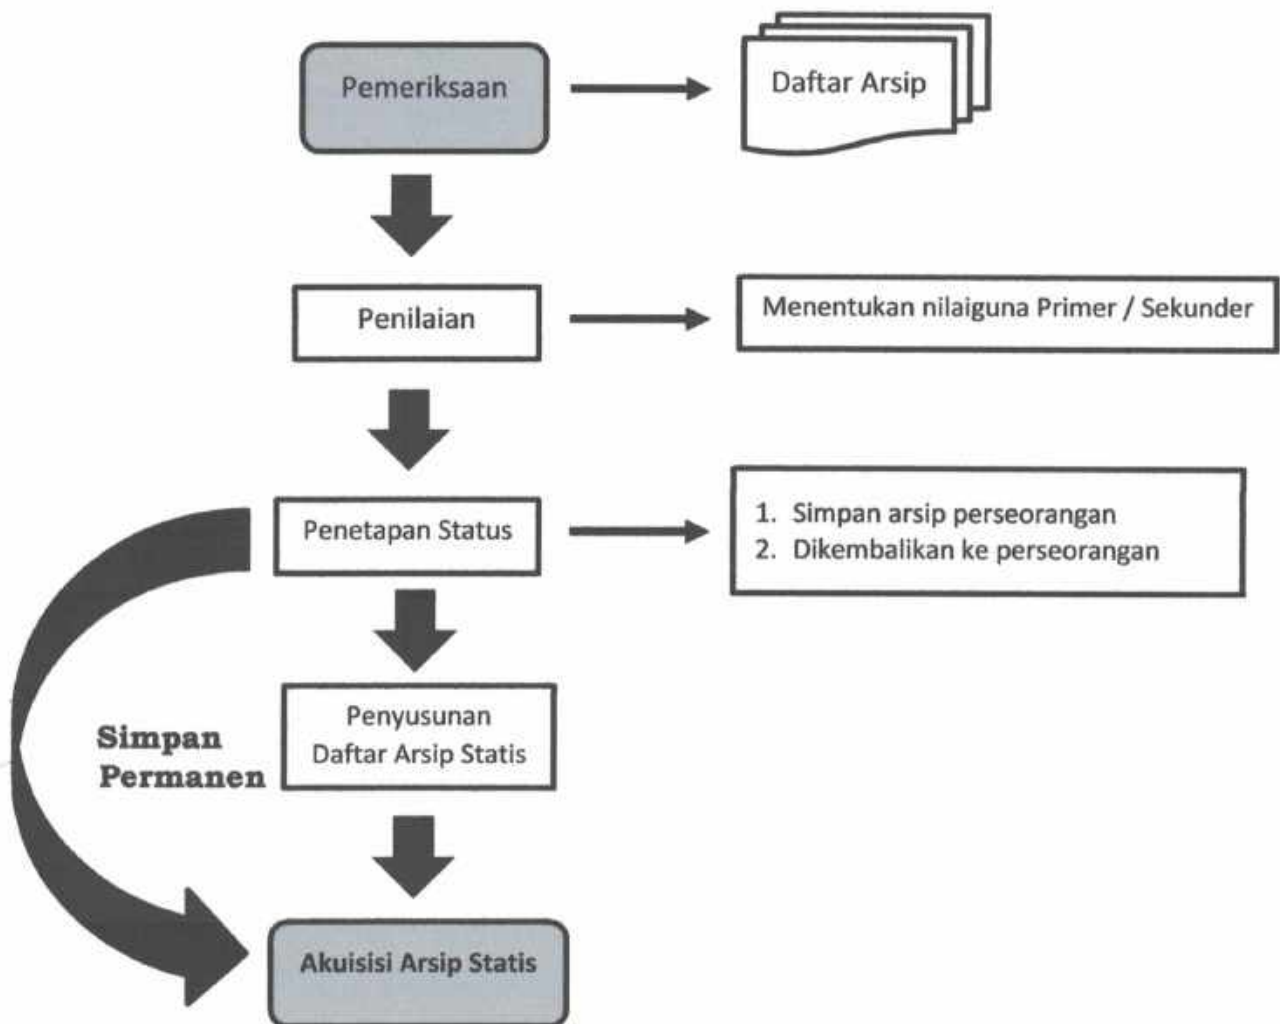 Pemeriksaan
Daftar Arsip
Penilaian
Menentukan nilaiguna Primer / Sekunder
Penetapan Status
1. Simpan arsip perseorangan
2. Dikembalikan ke perseorangan
Penyusunan
Daftar Arsip Statis
Simpan
Permanen
Akuisisi Arsip Statis